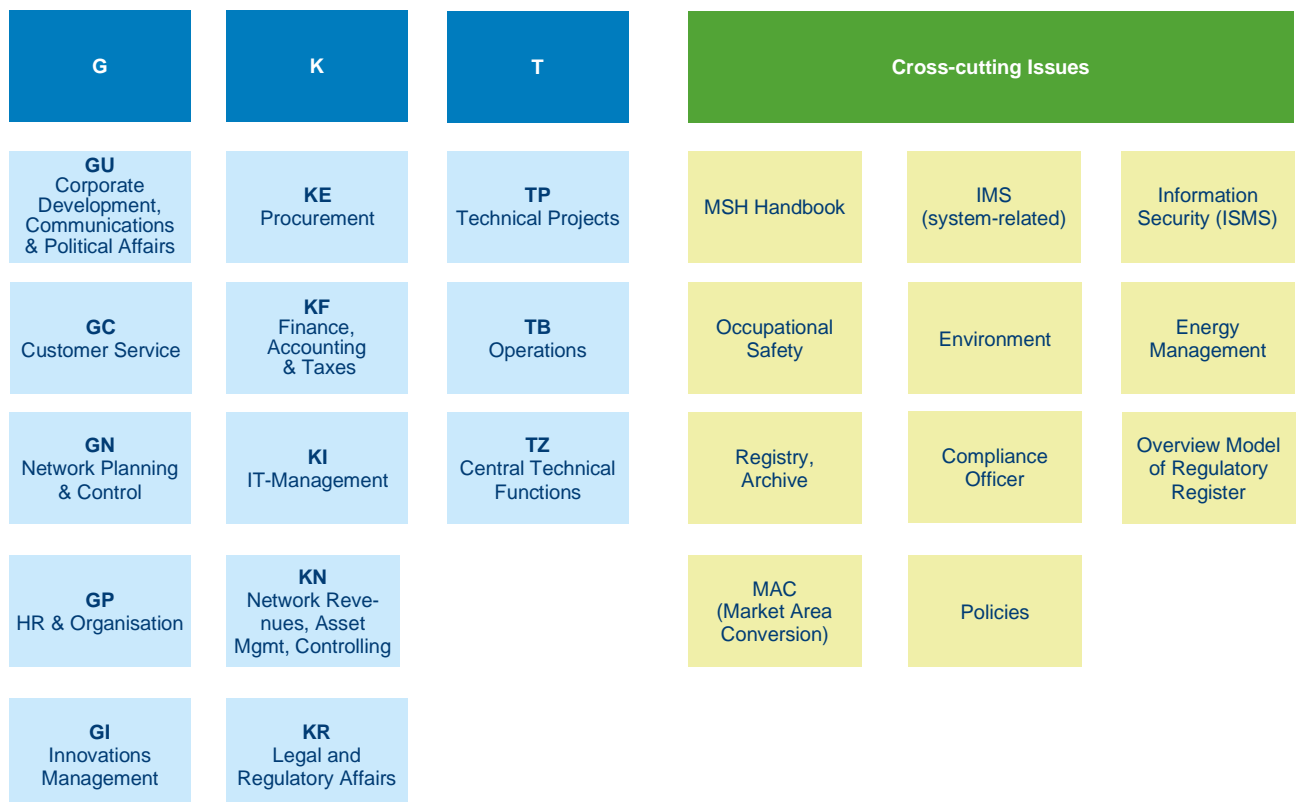 G
K
T
Cross-cutting Issues
GU
Corporate
Development,
Communications
& Political Affairs
KE
Procurement
TP
Technical Projects
MSH Handbook
IMS
(system-related)
Information
Security (ISMS)
GC
Customer Service
KF
Finance,
Accounting
& Taxes
TB
Operations
Occupational
Safety
Environment
Energy
Management
GN
Network Planning
& Control
KI
IT-Management
TZ
Central Technical
Functions
Registry,
Archive
Compliance
Officer
Overview Model
of Regulatory
Register
GP
HR & Organisation
KN
Network Reve-
nues, Asset
Mgmt, Controlling
MAC
(Market Area
Conversion)
Policies
GI
Innovations
Management
KR
Legal and
Regulatory Affairs